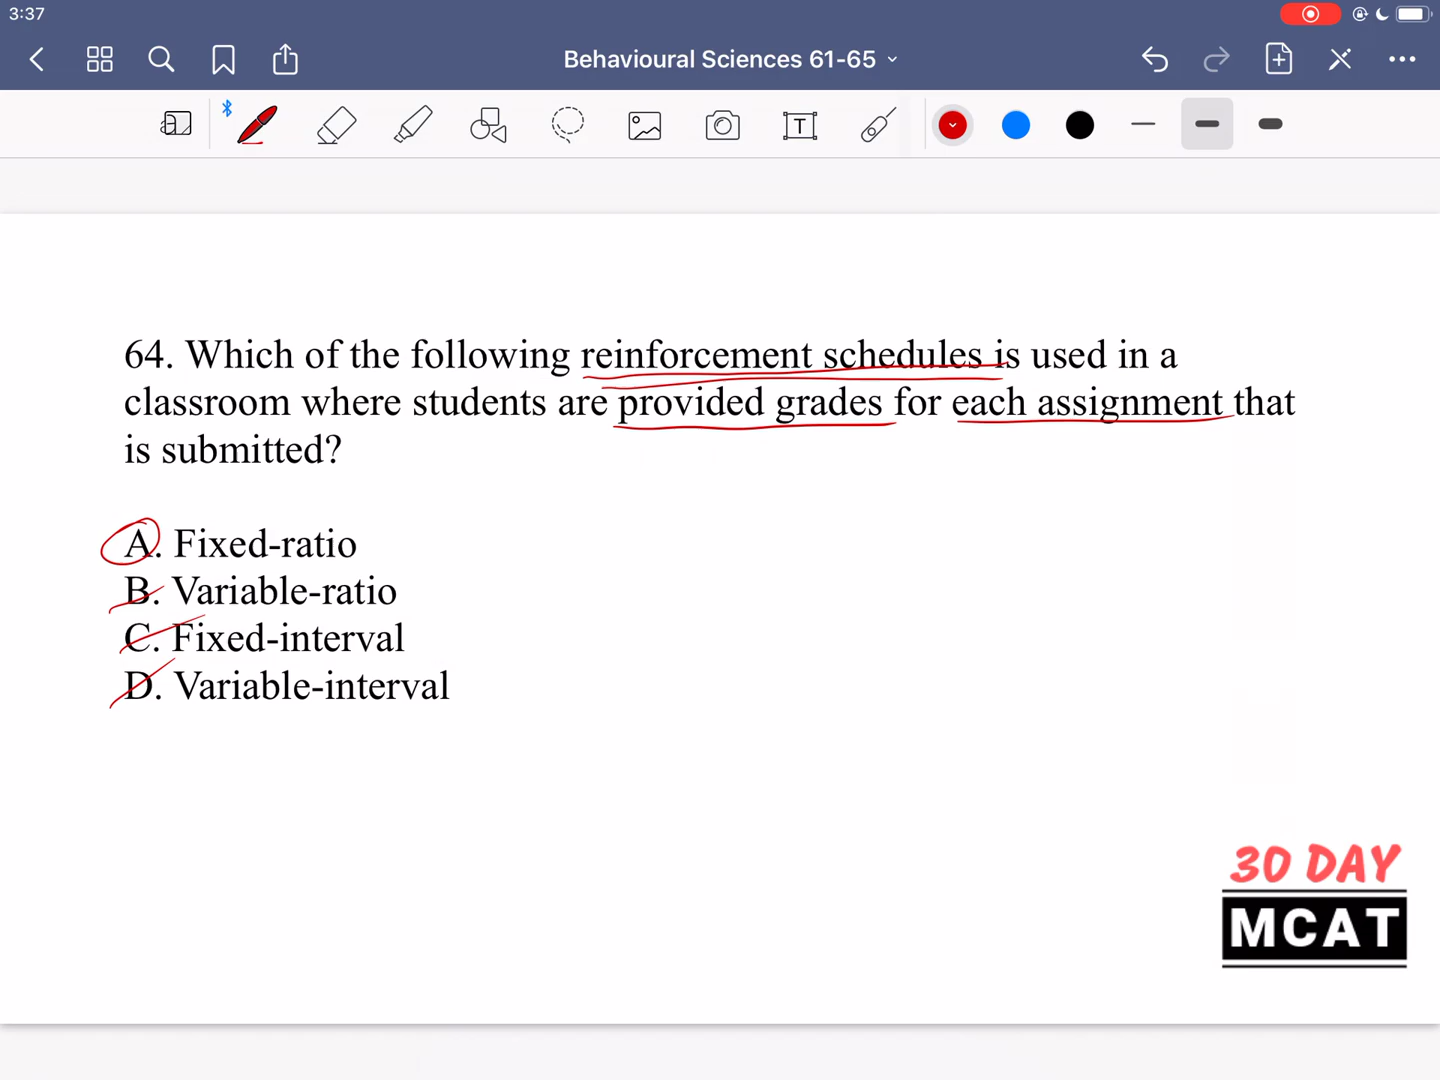 3:37
Behavioural Sciences 61-65
T
64. Which of the following reinforcement schedules is used in a
classroom where students are provided grades for each assignment that
is submitted?
A. Fixed-ratio
B. Variable-ratio
C. Fixed-interval
D. Variable-interval
30 DAY
MCAT